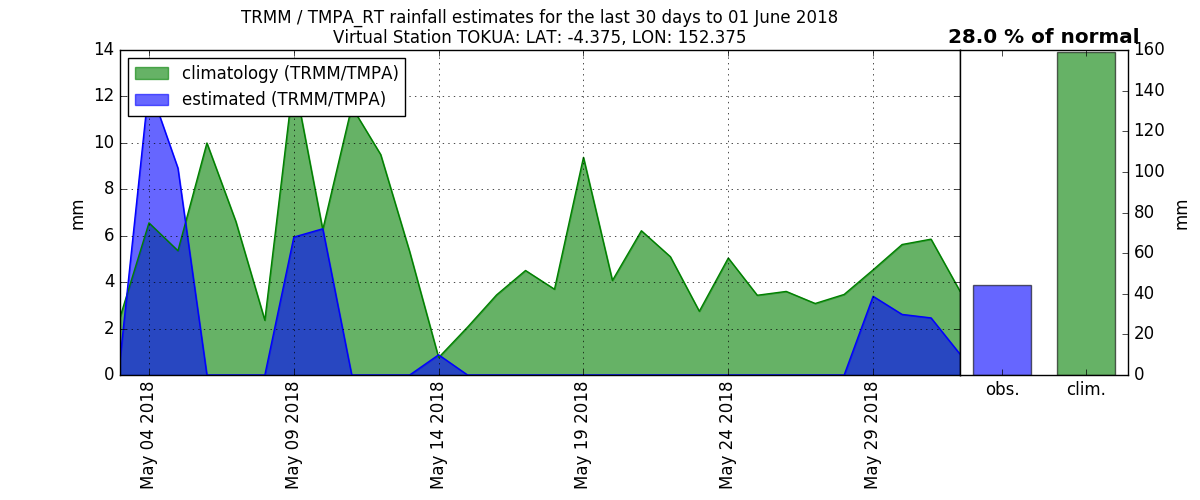 TRMM / TMPA_RT rainfall estimates for the last 30 days to 01 June 2018
Virtual Station TOKUA: LAT: -4.375, LON: 152.375
28.0 % of normal
climatology (TRMM/TMPA)
estimated (TRMM/TMPA)
mm
14
12
10
8
6
4
2
0
May 04 2018
May 09 2018
May 14 2018
May 19 2018
May 24 2018
May 29 2018
obs.
clim.
160
140
120
100
80
60
40
20
0
mm